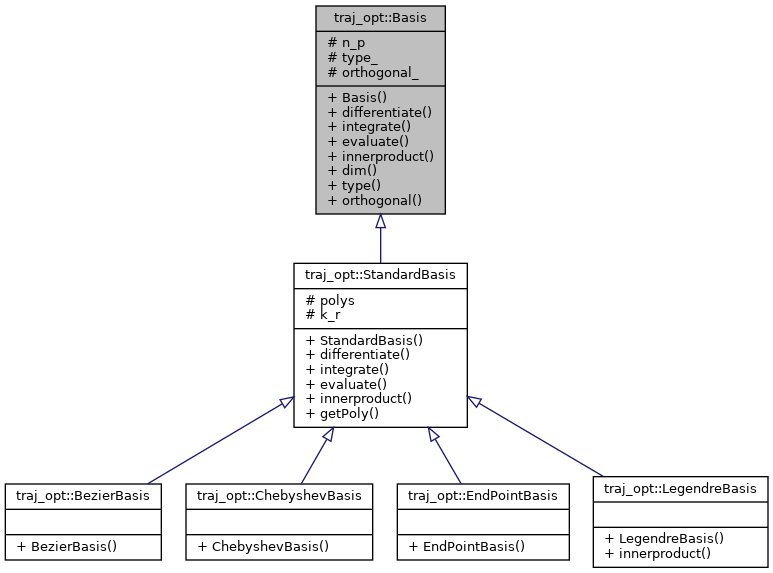 traj_opt::Basis
# n_p
# type_
# orthogonal_
+ Basis()
+ differentiate()
+ integrate()
+ evaluate()
+ innerproduct()
+ dim()
+ type()
+ orthogonal()
traj_opt::StandardBasis
# polys
# k_r
+ StandardBasis()
+ differentiate()
+ integrate()
+ evaluate()
+ innerproduct()
+ getPoly()
traj_opt::BezierBasis
+ BezierBasis()
traj_opt::ChebyshevBasis
+ ChebyshevBasis()
traj_opt::EndPointBasis
+ EndPointBasis()
traj_opt::LegendreBasis
+ LegendreBasis()
+ innerproduct()